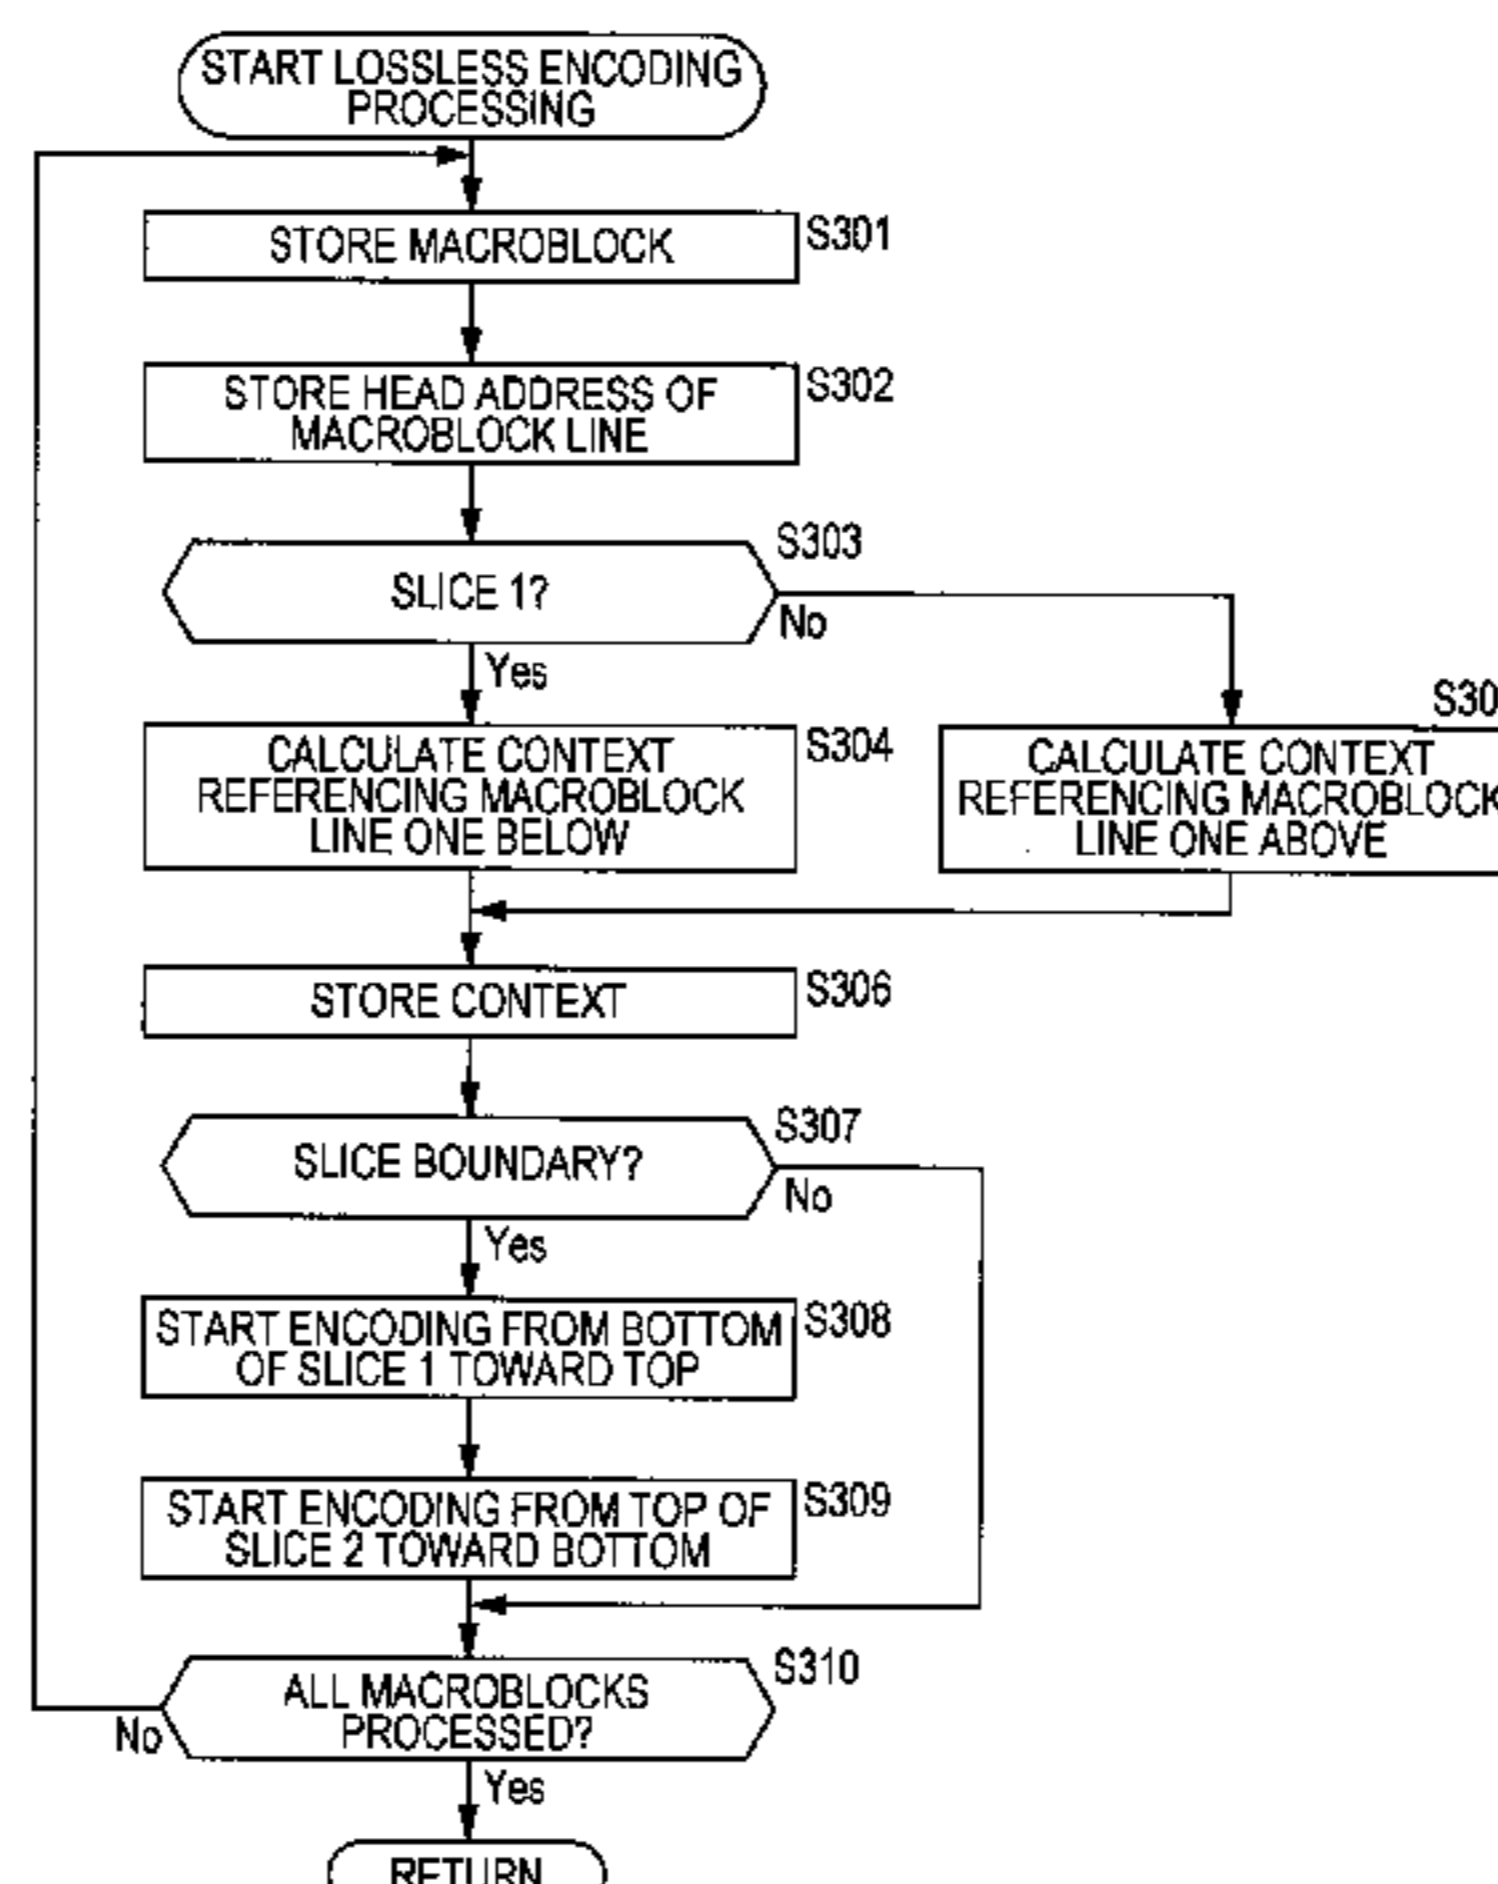 START LOSSLESS ENCODING
PROCESSING
STORE MACROBLOCK
S301
STORE HEAD ADDRESS OF
MACROBLOCK LINE
S302
SLICE 1?
S303
No
Yes
CALCULATE CONTEXT
REFERENCING MACROBLOCK
LINE ONE BELOW
S304
S30
CALCULATE CONTEXT
REFERENCING MACROBLOCK
LINE ONE ABOVE
STORE CONTEXT
S306
SLICE BOUNDARY?
S307
No
Yes
START ENCODING FROM BOTTOM
OF SLICE 1 TOWARD TOP
S308
START ENCODING FROM TOP OF
SLICE 2 TOWARD BOTTOM
S309
ALL MACROBLOCKS
PROCESSED?
S310
No
Yes
RETURN